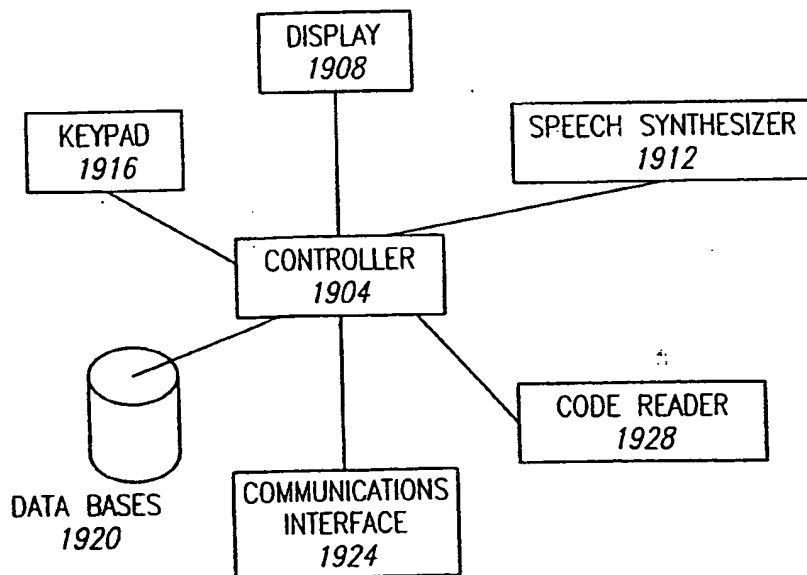 DISPLAY
1908
KEYPAD
1916
SPEECH SYNTHESIZER
1912
CONTROLLER
1904
CODE READER
1928
DATA BASES
1920
COMMUNICATIONS
INTERFACE
1924